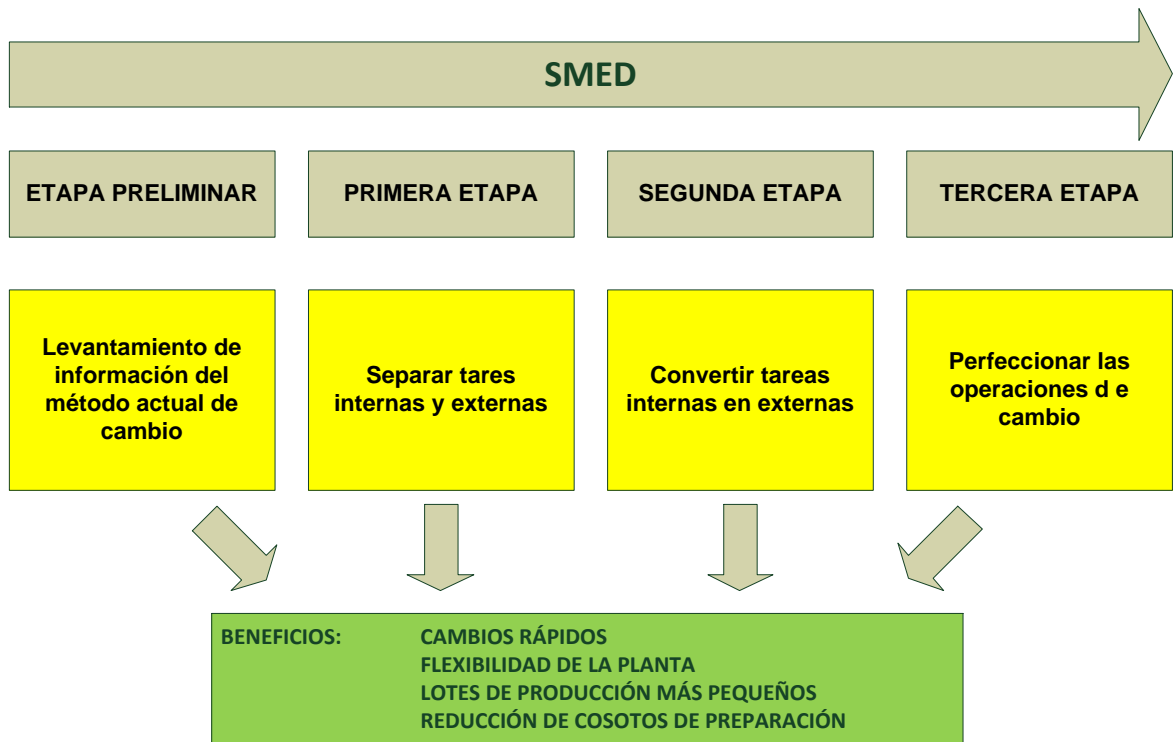 SMED
ETAPA PRELIMINAR
PRIMERA ETAPA
SEGUNDA ETAPA
TERCERA ETAPA
Levantamiento de
información del
método actual de
cambio
Separar tares
internas y externas
Convertir tareas
internas en externas
Perfeccionar las
operaciones d e
cambio
BENEFICIOS: CAMBIOS RÁPIDOS
FLEXIBILIDAD DE LA PLANTA
LOTES DE PRODUCCIÓN MÁS PEQUEÑOS
REDUCCIÓN DE COSOTOS DE PREPARACIÓN